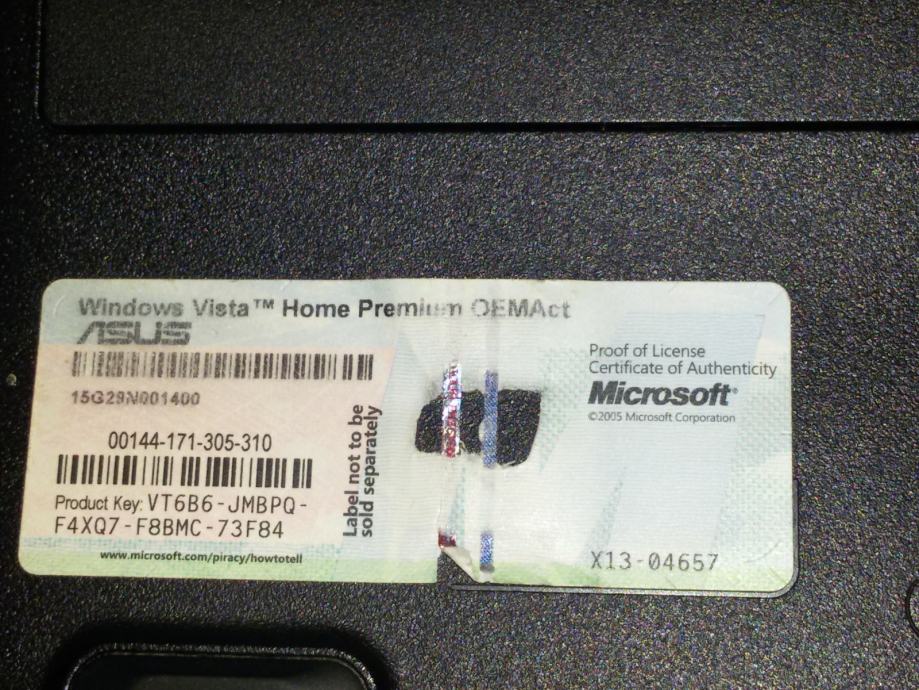 Windows Vista™ Home Premium OEMAct
ASUS
15G29N001400
00144-171-305-310
Product Key: VT6B6-JMBPQ-
F4XQ7-F8BMC-73F84
www.microsoft.com/piracy/howtotell
Label not to be
sold separately
Proof of License
Certificate of Authenticity
Microsoft®
©2005 Microsoft Corporation
X13-04657